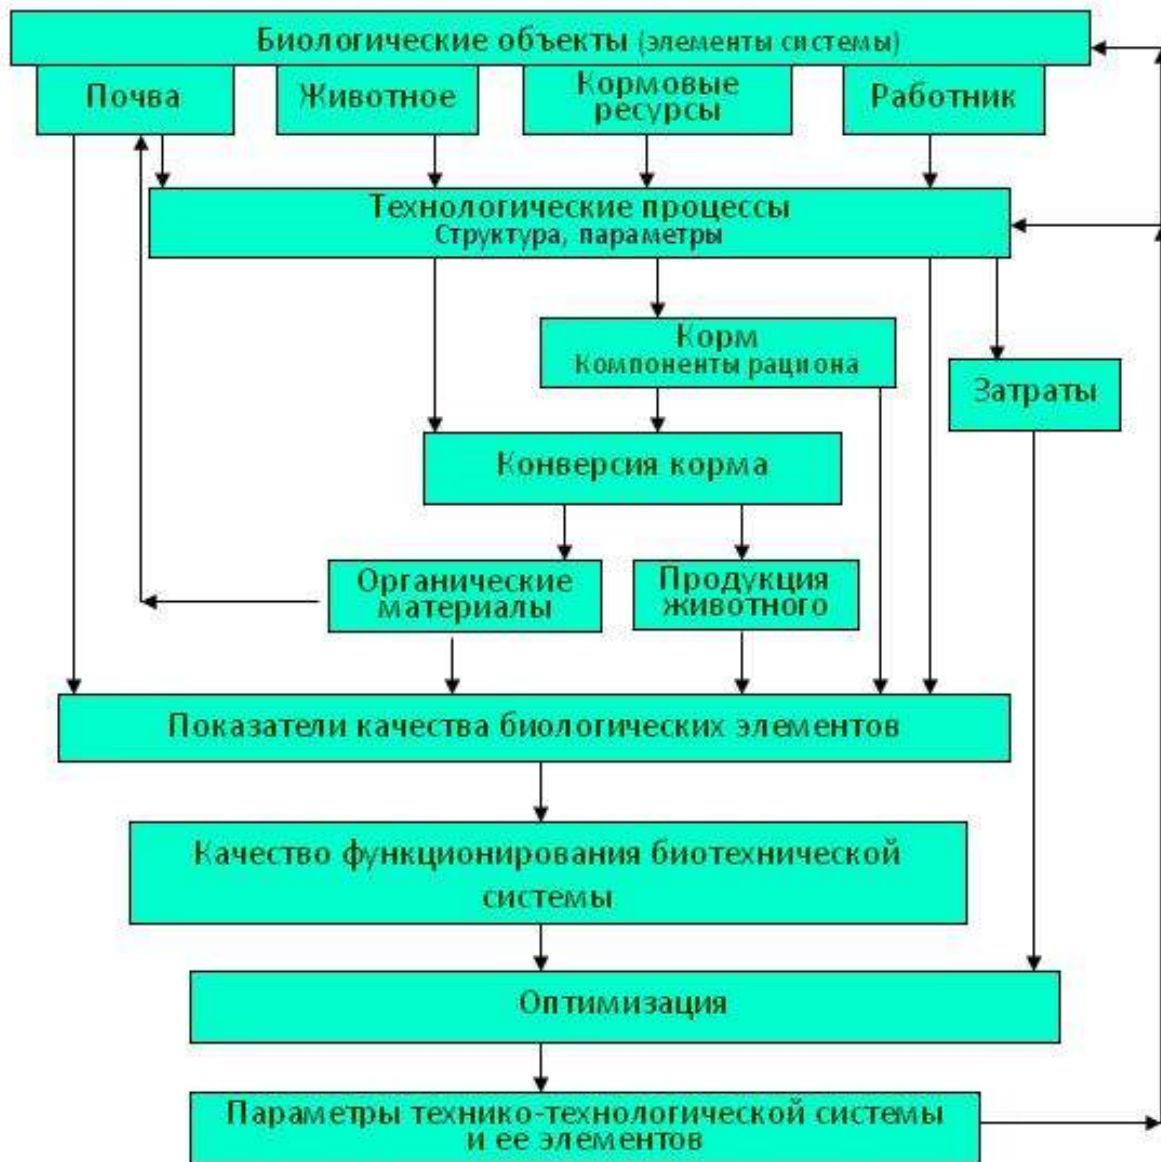 Биологические объекты (элементы системы)
Почва
Животное
Кормовые
ресурсы
Работник
Технологические процессы
Структура, параметры
Корм
Компоненты рациона
Затраты
Конверсия корма
Органические
материалы
Продукция
животного
Показатели качества биологических элементов
Качество функционирования биотехнической
системы
Оптимизация
Параметры технико-технологической системы
и ее элементов